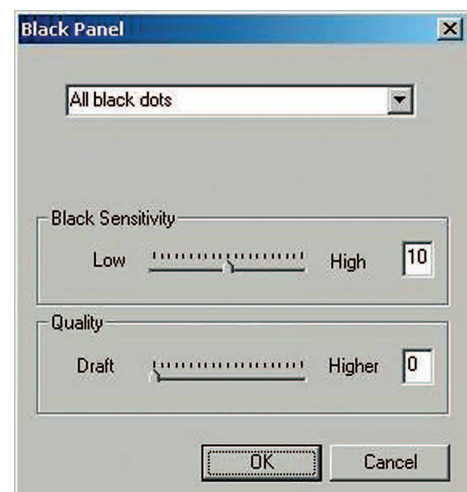 Black Panel
All black dots
Black Sensitivity
Low High 10
Quality
Draft Higher 0
OK Cancel